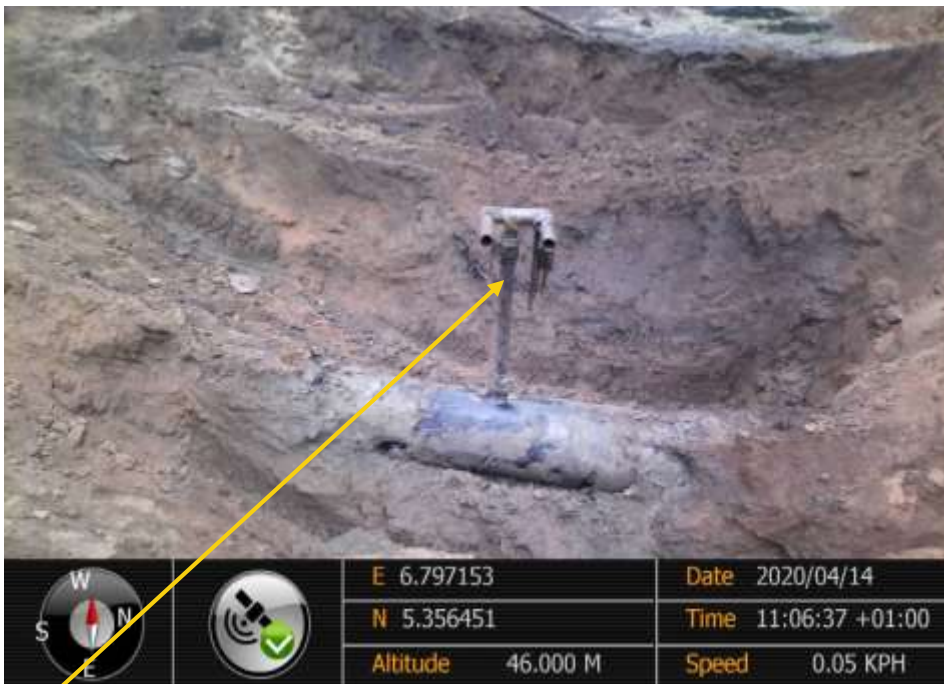 W
N
S
E
E 6.797153
N 5.356451
Altitude 46.000 M
Date 2020/04/14
Time 11:06:37 +01:00
Speed 0.05 KPH